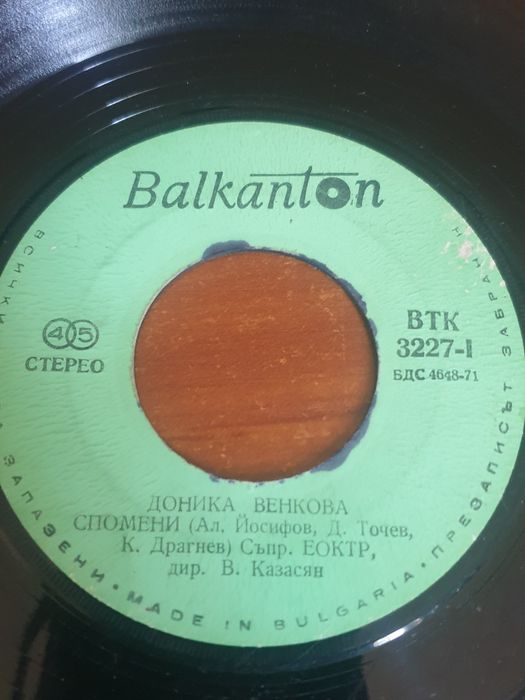 Balkanton
45
СТЕРЕО
ВТК
3227-I
БДС 4648-71
ДОНИКА ВЕНКОВА
СПОМЕНИ (Ал. Йосифов, Д. Точев,
К. Драгнев) Съпр. ЕОКТР,
дир. В. Казасян
ВСИЧКИ
ЗАПАЗЕНИ • MADE IN BULGARIA • ПРЕЗАПИСЪТ ЗАБРАНЕН